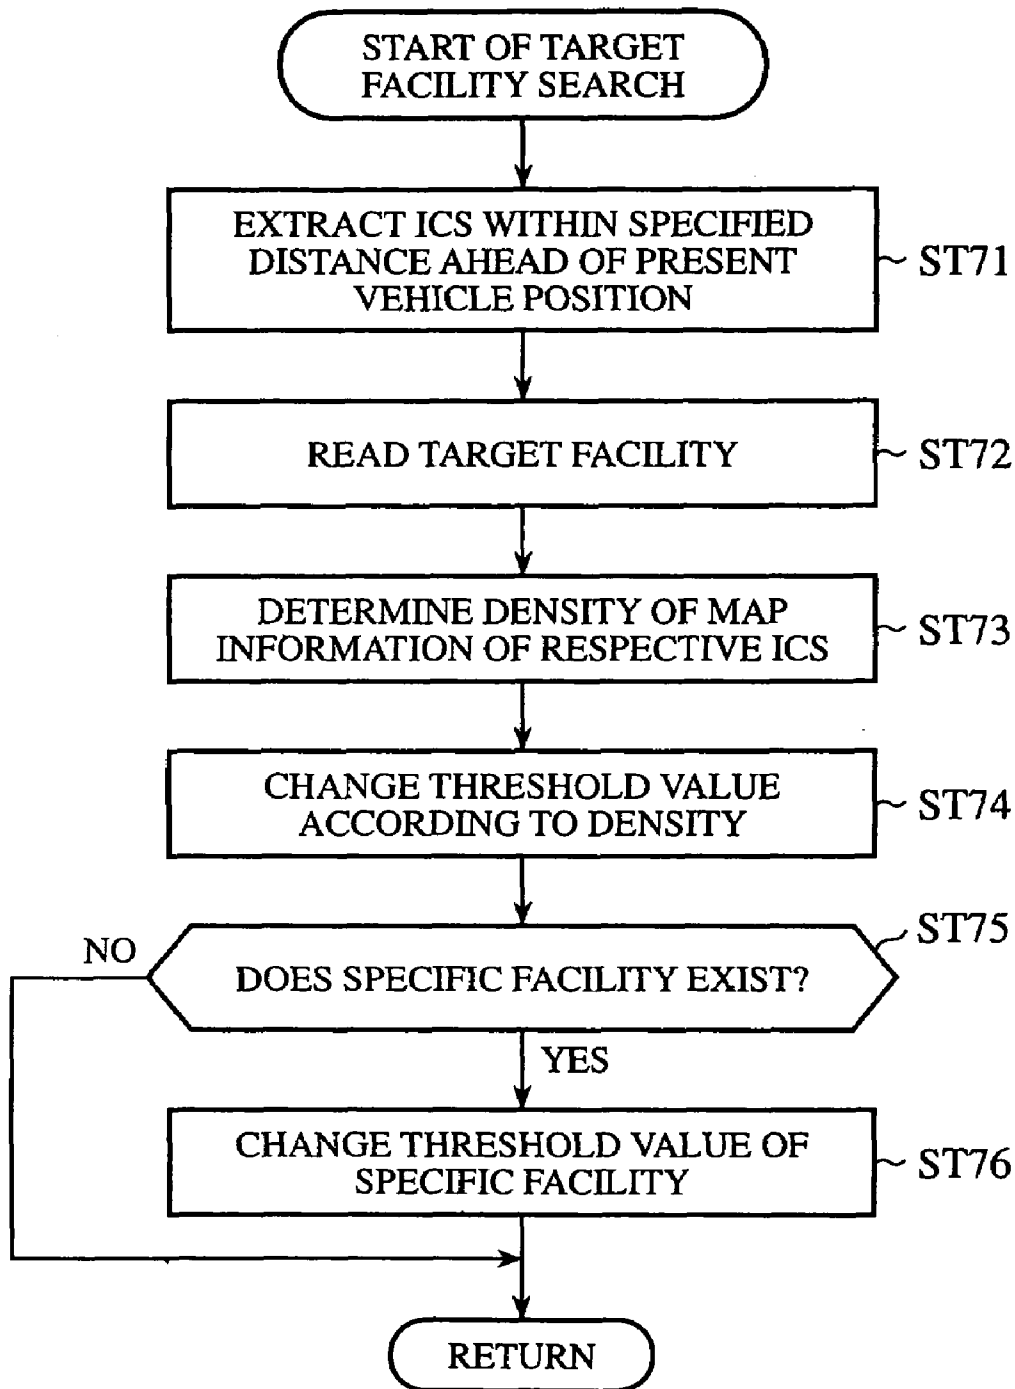 START OF TARGET
FACILITY SEARCH
EXTRACT ICS WITHIN SPECIFIED
DISTANCE AHEAD OF PRESENT
VEHICLE POSITION
ST71
READ TARGET FACILITY
ST72
DETERMINE DENSITY OF MAP
INFORMATION OF RESPECTIVE ICS
ST73
CHANGE THRESHOLD VALUE
ACCORDING TO DENSITY
ST74
ST75
NO
DOES SPECIFIC FACILITY EXIST?
YES
CHANGE THRESHOLD VALUE OF
SPECIFIC FACILITY
ST76
RETURN